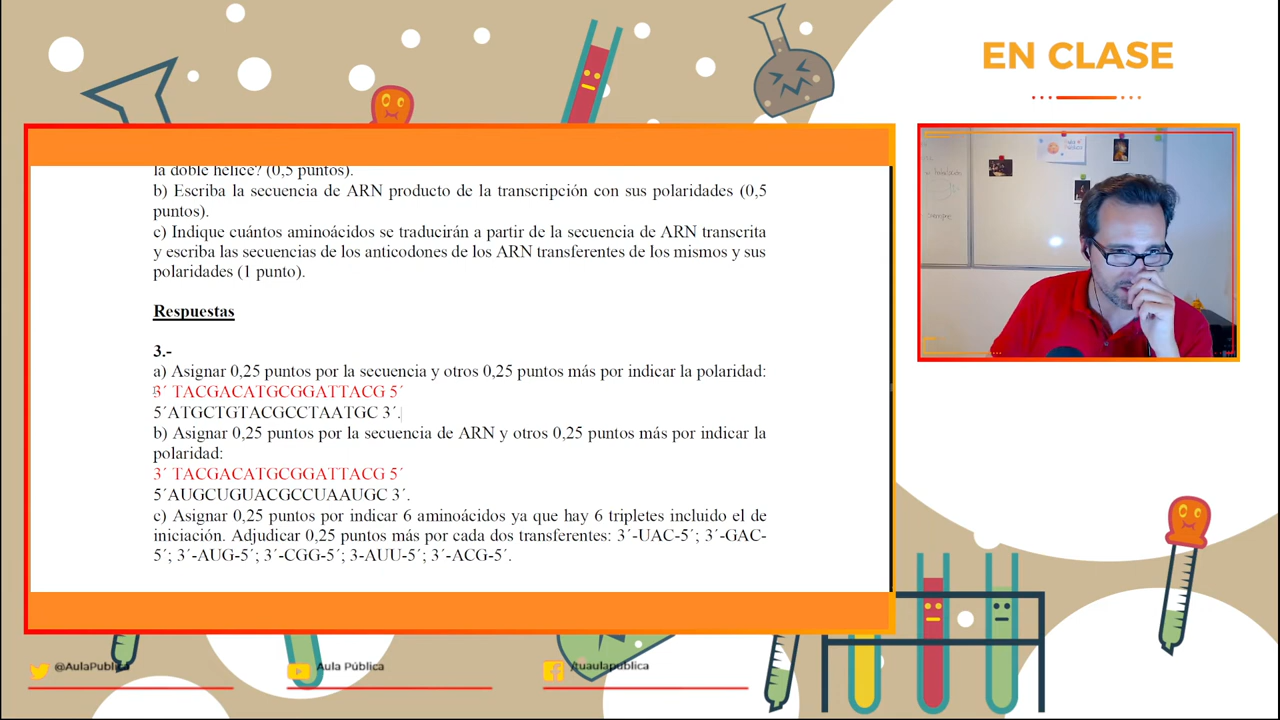 EN CLASE
la doble hélice? (0,5 puntos).
b) Escriba la secuencia de ARN producto de la transcripción con sus polaridades (0,5
puntos).
c) Indique cuántos aminoácidos se traducirán a partir de la secuencia de ARN transcrita
y escriba las secuencias de los anticodones de los ARN transferentes de los mismos y sus
polaridades (1 punto).
Respuestas
3.-
a) Asignar 0,25 puntos por la secuencia y otros 0,25 puntos más por indicar la polaridad:
3´ TACGACATGCGGATTACG 5´
5´ATGCTGTACGCCTAATGC 3´.
b) Asignar 0,25 puntos por la secuencia de ARN y otros 0,25 puntos más por indicar la
polaridad:
3´ TACGACATGCGGATTACG 5´
5´AUGCUGUACGCCUAAUGC 3´.
c) Asignar 0,25 puntos por indicar 6 aminoácidos ya que hay 6 tripletes incluido el de
iniciación. Adjudicar 0,25 puntos más por cada dos transferentes: 3´-UAC-5´; 3´-GAC-
5´; 3´-AUG-5´; 3´-CGG-5´; 3-AUU-5´; 3´-ACG-5´.
@AulaPublica
Aula Pública
/tuaulapublica